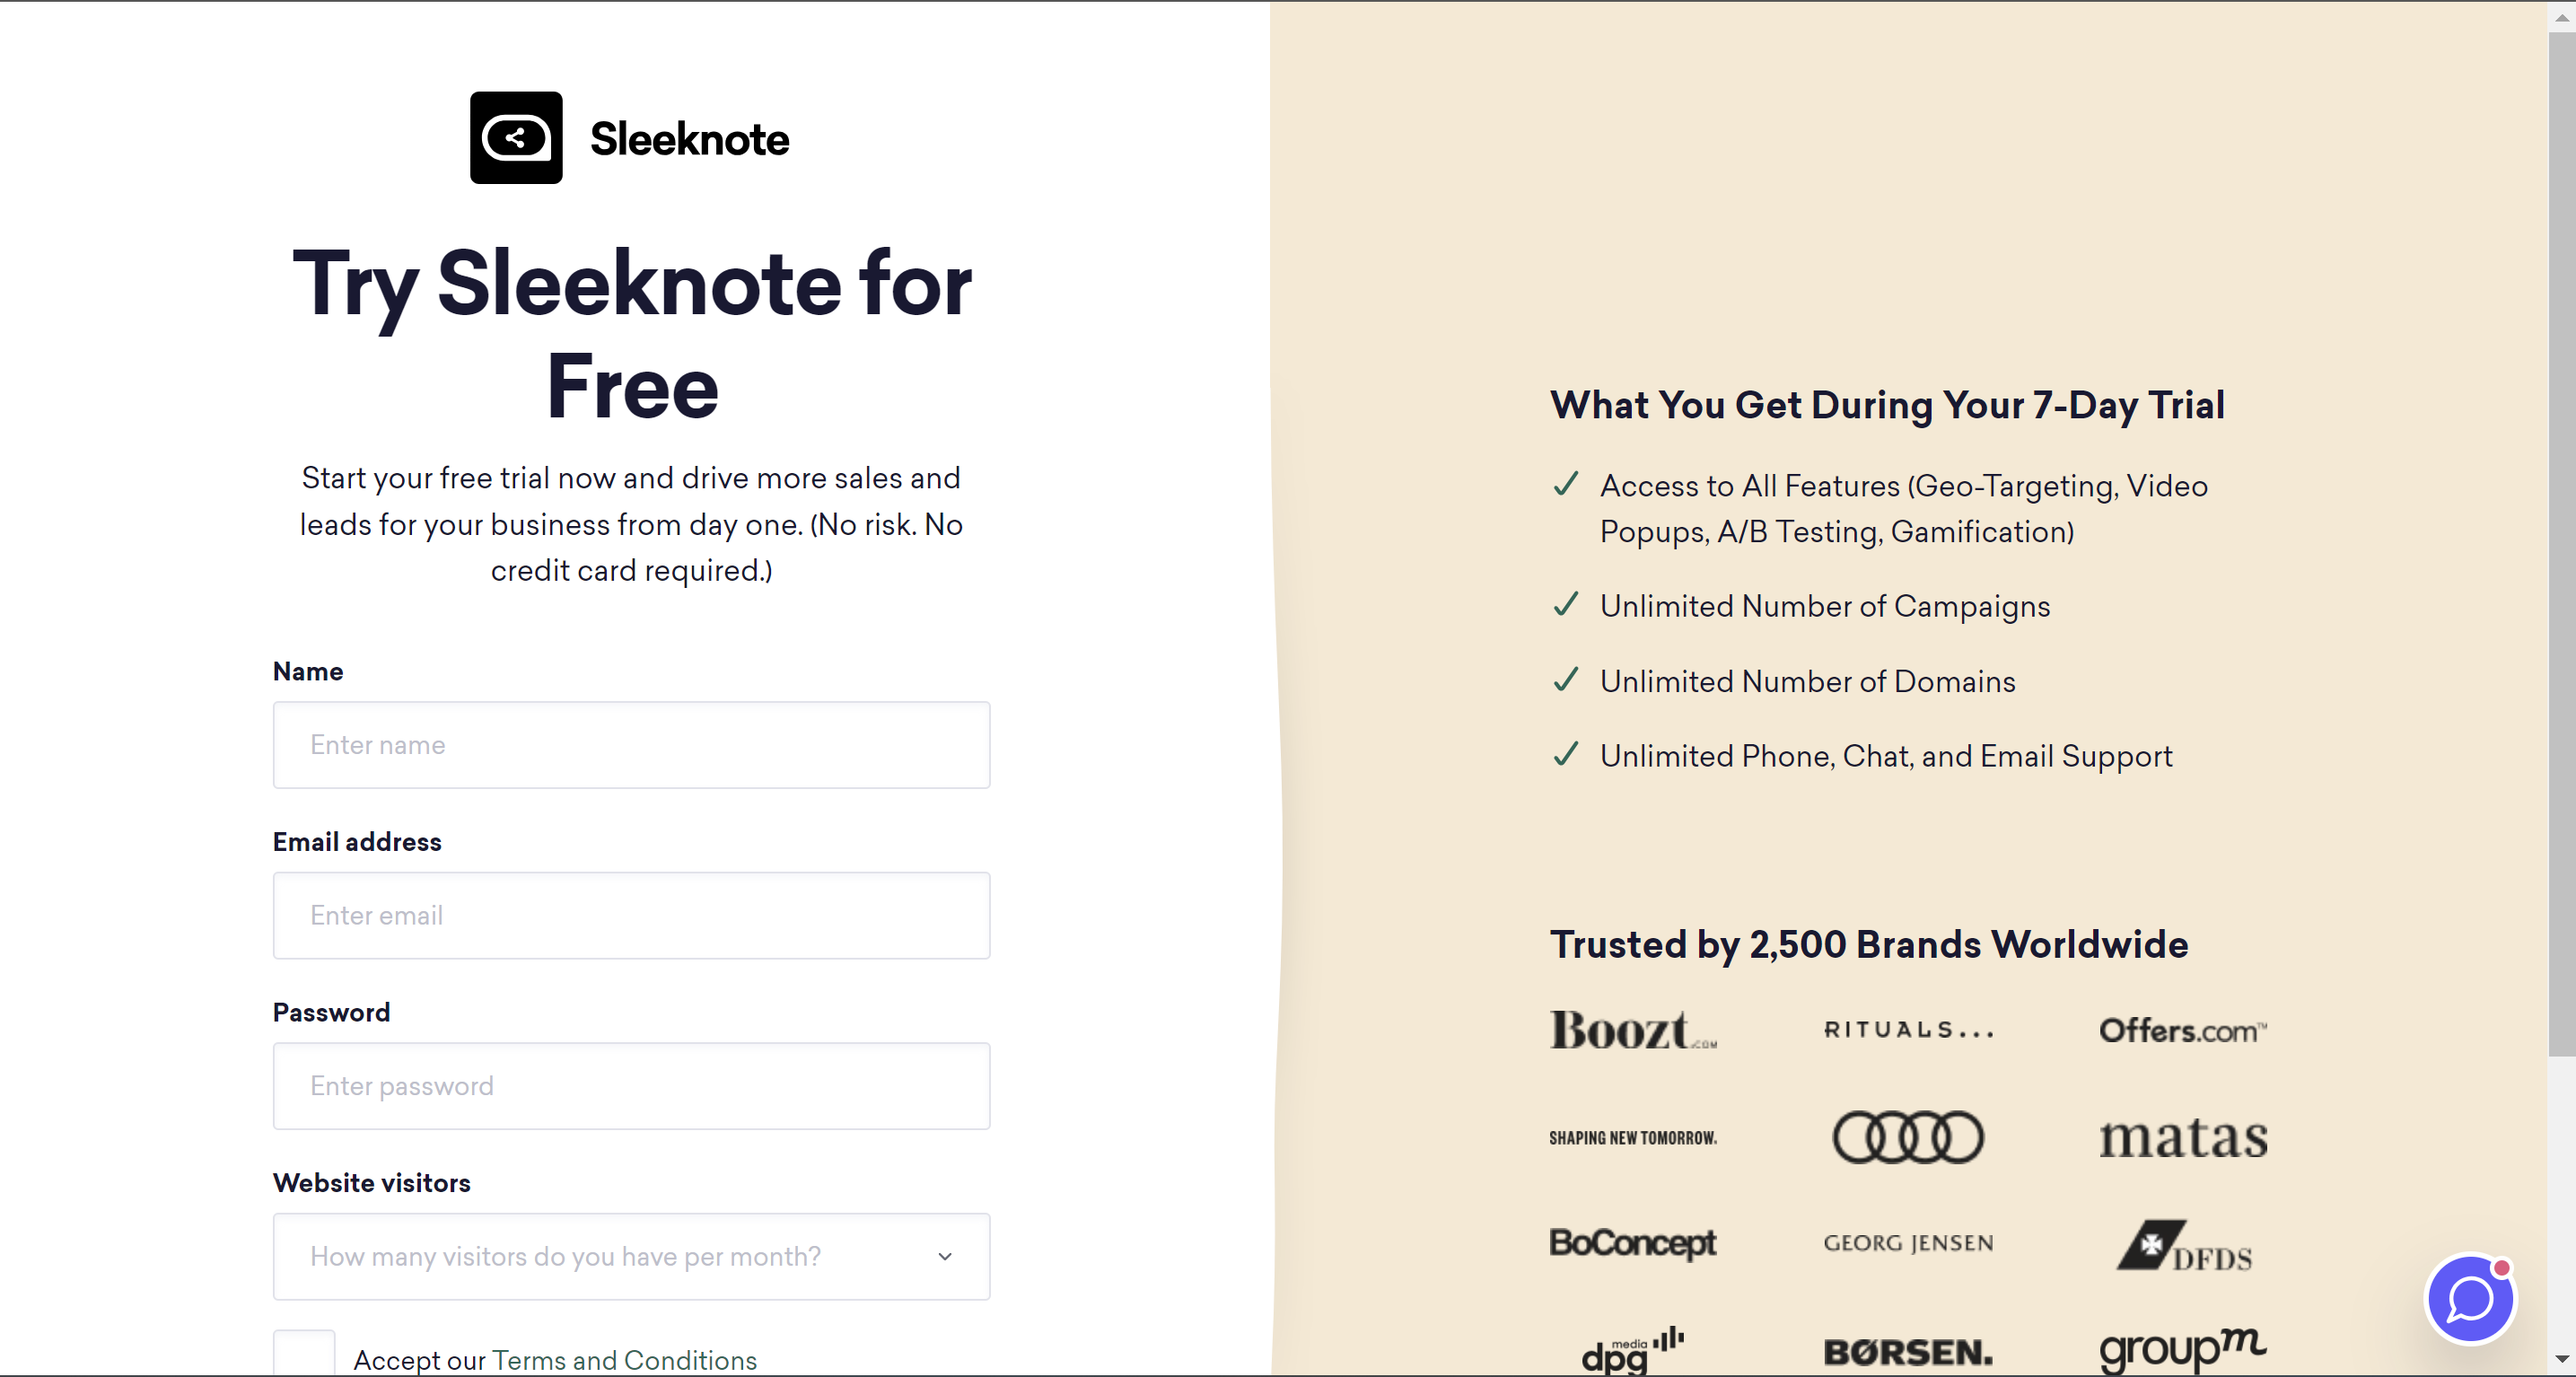 Sleeknote
Try Sleeknote for
Free
Start your free trial now and drive more sales and
leads for your business from day one. (No risk. No
credit card required.)
Name
Enter name
Email address
Enter email
Password
Enter password
Website visitors
How many visitors do you have per month?
Accept our Terms and Conditions
What You Get During Your 7-Day Trial
Access to All Features (Geo-Targeting, Video
Popups, A/B Testing, Gamification)
Unlimited Number of Campaigns
Unlimited Number of Domains
Unlimited Phone, Chat, and Email Support
Trusted by 2,500 Brands Worldwide
Boozt.COM
RITUALS...
Offers.com™
SHAPING NEW TOMORROW.
matas
BoConcept
GEORG JENSEN
DFDS
dpg media
BØRSEN.
groupm